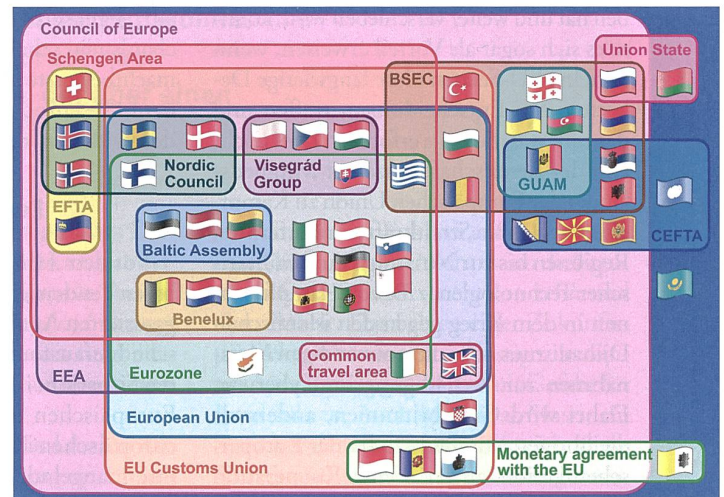 Council of Europe
Schengen Area
Union State
BSEC
Nordic
Council
Visegrád
Group
GUAM
EFTA
Baltic Assembly
CEFTA
Benelux
Common
travel area
EEA
Eurozone
European Union
EU Customs Union
Monetary agreement
with the EU